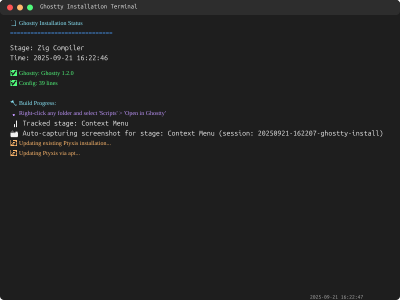 Ghostty Installation Terminal
Ghostty Installation Status
==============================
Stage: Zig Compiler
Time: 2025-09-21 16:22:46
✅ Ghostty: Ghostty 1.2.0
✅ Config: 39 lines
🔨 Build Progress:
• Right-click any folder and select 'Scripts' > 'Open in Ghostty'
📊 Tracked stage: Context Menu
📸 Auto-capturing screenshot for stage: Context Menu (session: 20250921-162207-ghostty-install)
🔄 Updating existing Ptyxis installation...
🔄 Updating Ptyxis via apt...
2025-09-21 16:22:47